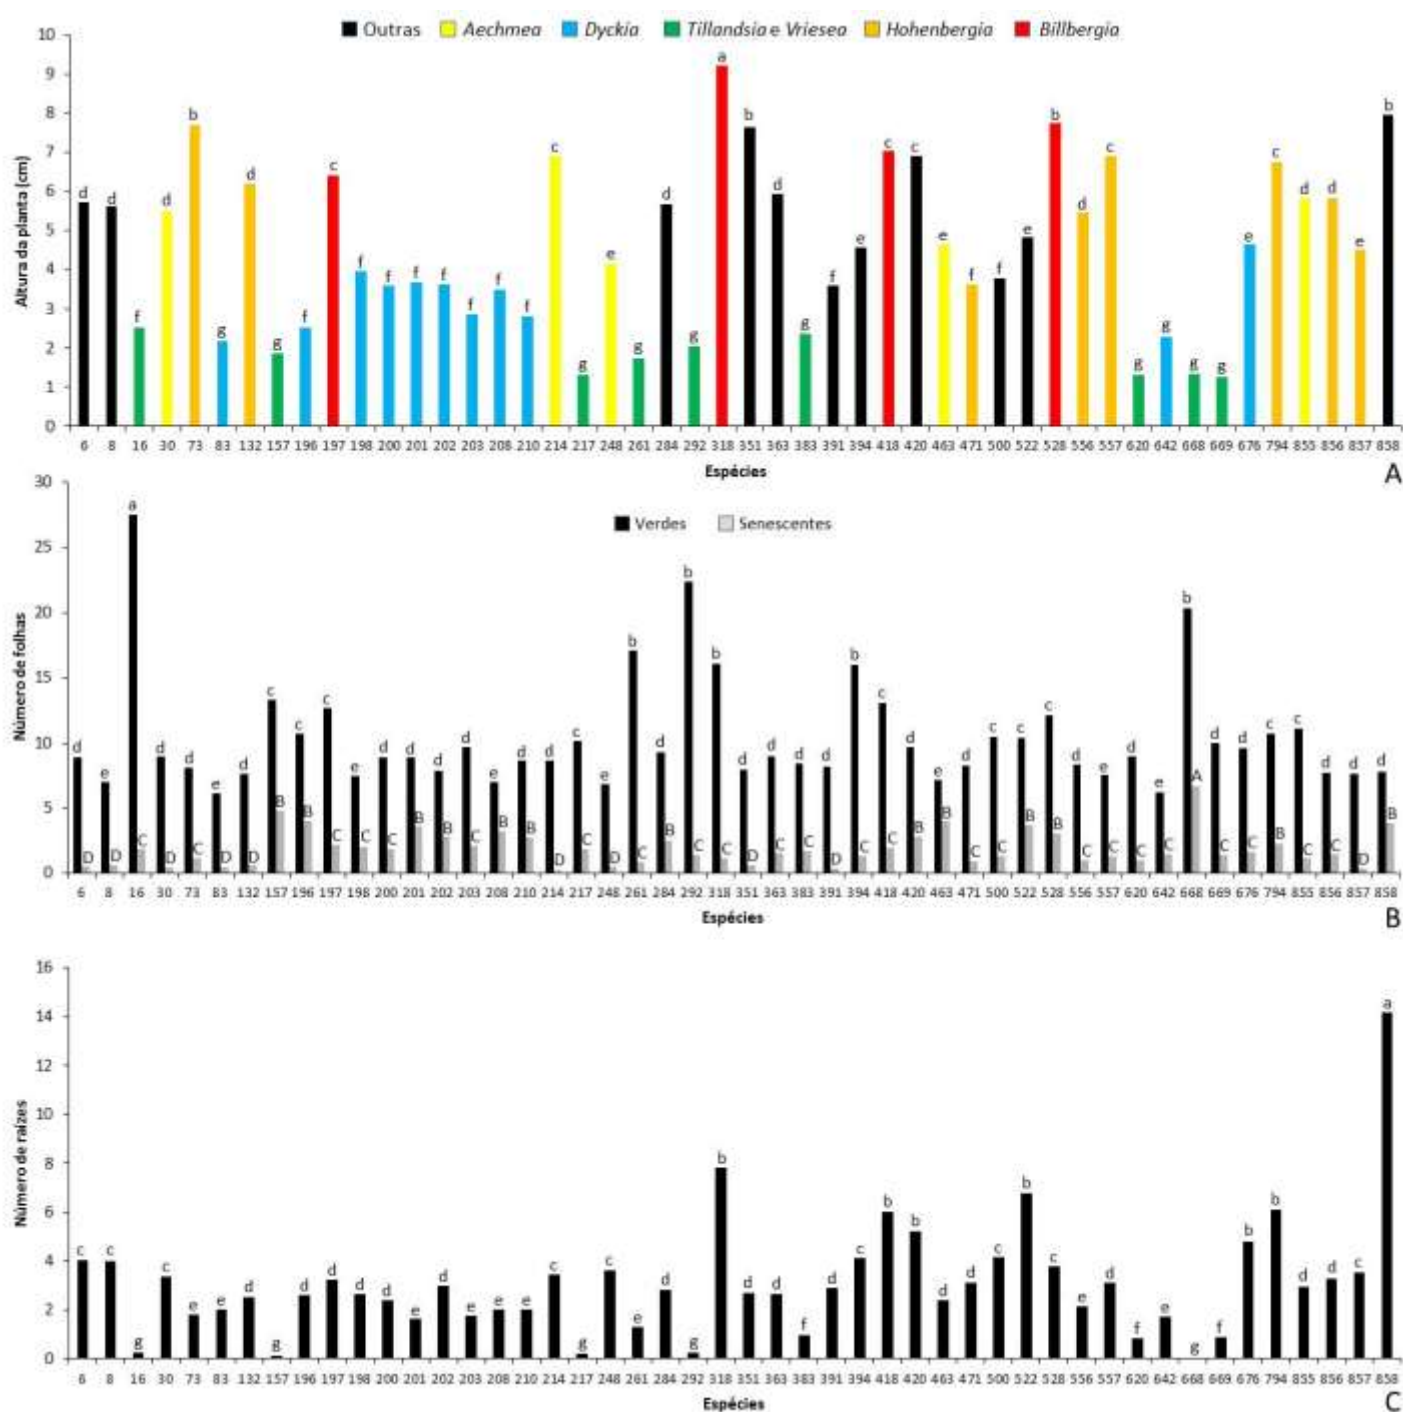 Outras Aechmea Dyckia Tillandsia e Vriesea Hohenbergia Billbergia
Altura da planta (cm)
10
9
8
7
6
5
4
3
2
1
0
d d f d b g d g f c f f f f f f f c g e g d g a b d g f e c c e f f e b d c g g g g e c d d e b
6 8 16 30 73 83 132 157 196 197 198 200 201 202 203 208 210 214 217 248 261 284 292 318 351 363 383 391 394 418 420 463 471 500 522 528 556 557 620 642 668 669 676 794 855 856 857 858
Espécies
A
Verdes Senescentes
Número de folhas
30
25
20
15
10
5
0
d e a d d e d c c c e d d d d e d d d e b d b b d d d d b c d e d c c c d e d e b d d c c d d d
D D C D C D D B B C C C B B C B B D C D C B C C D C C D C C B B C C B B C C C C A C C B C C D B
6 8 16 30 73 83 132 157 196 197 198 200 201 202 203 208 210 214 217 248 261 284 292 318 351 363 383 391 394 418 420 463 471 500 522 528 556 557 620 642 668 669 676 794 855 856 857 858
Espécies
B
Número de raízes
16
14
12
10
8
6
4
2
0
c c g c e e d g d d d d e d e e e c g c e d g b d d f d c b b d d c b c e d f e g f b b d d c a
6 8 16 30 73 83 132 157 196 197 198 200 201 202 203 208 210 214 217 248 261 284 292 318 351 363 383 391 394 418 420 463 471 500 522 528 556 557 620 642 668 669 676 794 855 856 857 858
Espécies
C